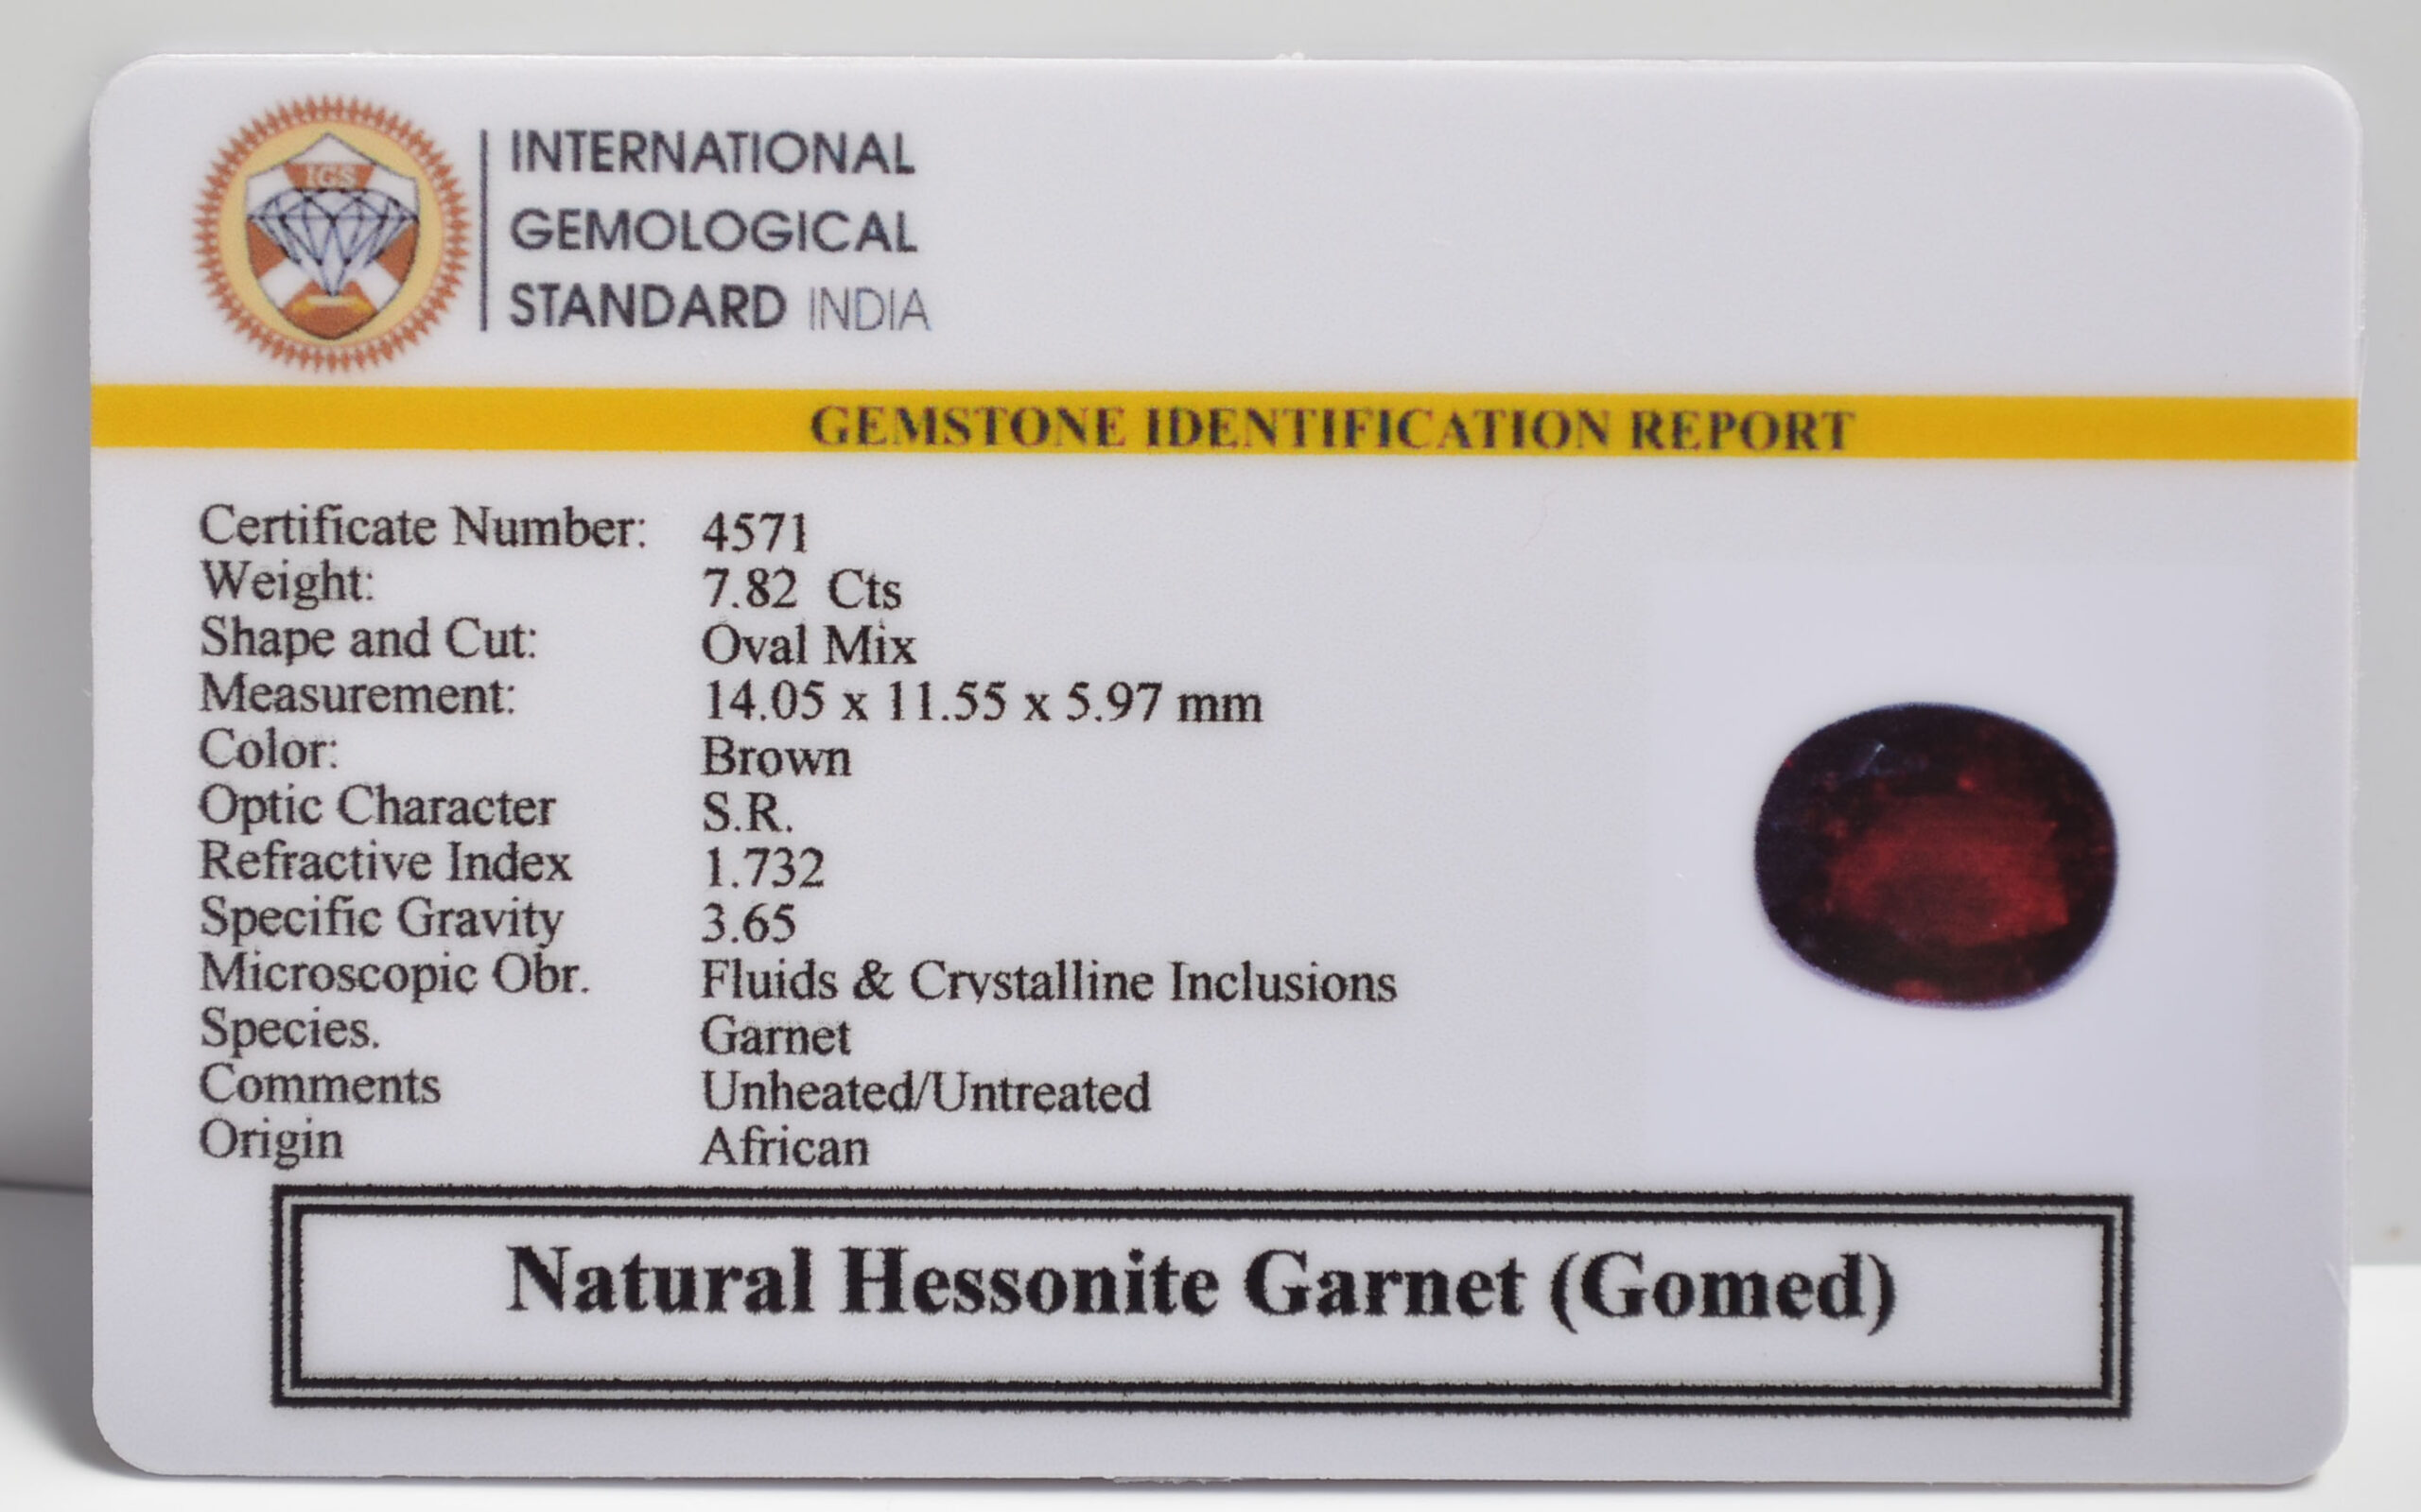 IGS
INTERNATIONAL
GEMOLOGICAL
STANDARD INDIA
GEMSTONE IDENTIFICATION REPORT
Certificate Number: 4571
Weight: 7.82 Cts
Shape and Cut: Oval Mix
Measurement: 14.05 x 11.55 x 5.97 mm
Color: Brown
Optic Character S.R.
Refractive Index 1.732
Specific Gravity 3.65
Microscopic Obr. Fluids & Crystalline Inclusions
Species. Garnet
Comments Unheated/Untreated
Origin African
Natural Hessonite Garnet (Gomed)